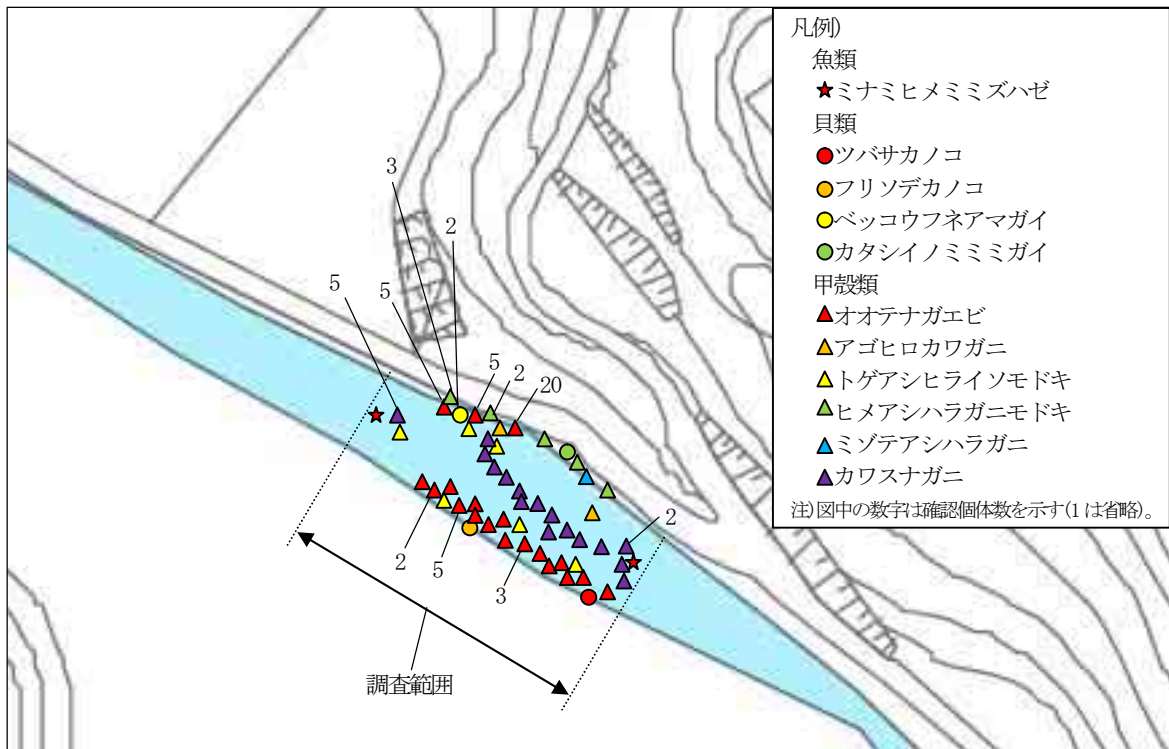 凡例)
魚類
ミナミヒメミミズハゼ
貝類
ツバサカノコ
フリソデカノコ
ベッコウフネアマガイ
カタシイノミミミガイ
甲殻類
オオテナガエビ
アゴヒロカワガニ
トゲアシヒライソモドキ
ヒメアシハラガニモドキ
ミゾテアシハラガニ
カワスナガニ
注)図中の数字は確認個体数を示す(1は省略)。
3
2
5
5
5
2
20
2
2
5
3
調査範囲